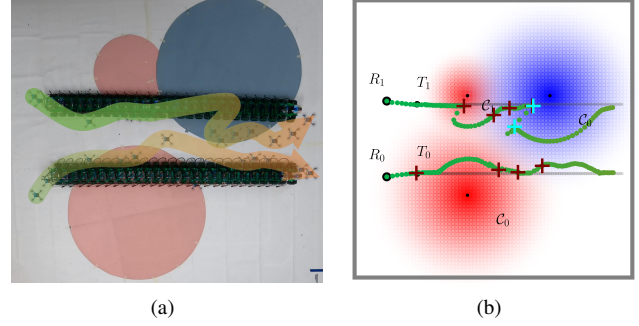 R₁
T₁
𝒞₁
𝒞₀
R₀
T₀
𝒞₀
(a)
(b)